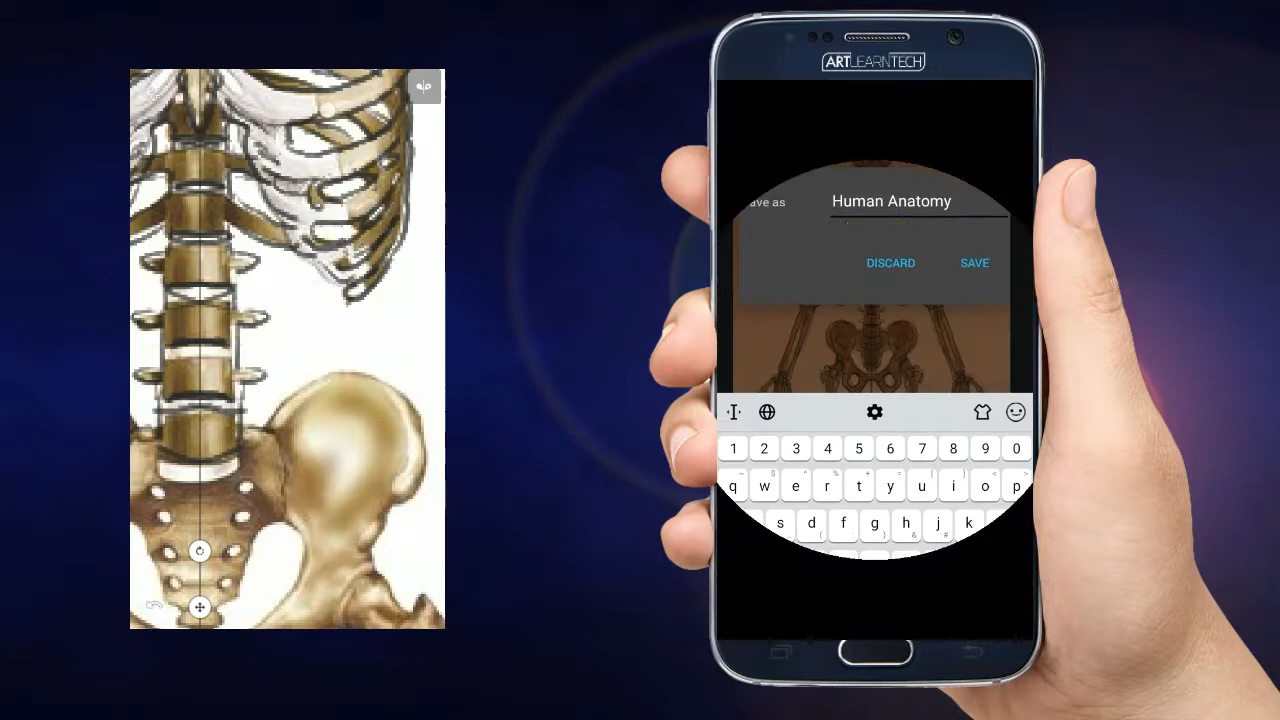 ARTLEARNTECH
ave as
Human Anatomy
DISCARD
SAVE
1 2 3 4 5 6 7 8 9 0
q w e r t y u i o p
s d f g h j k